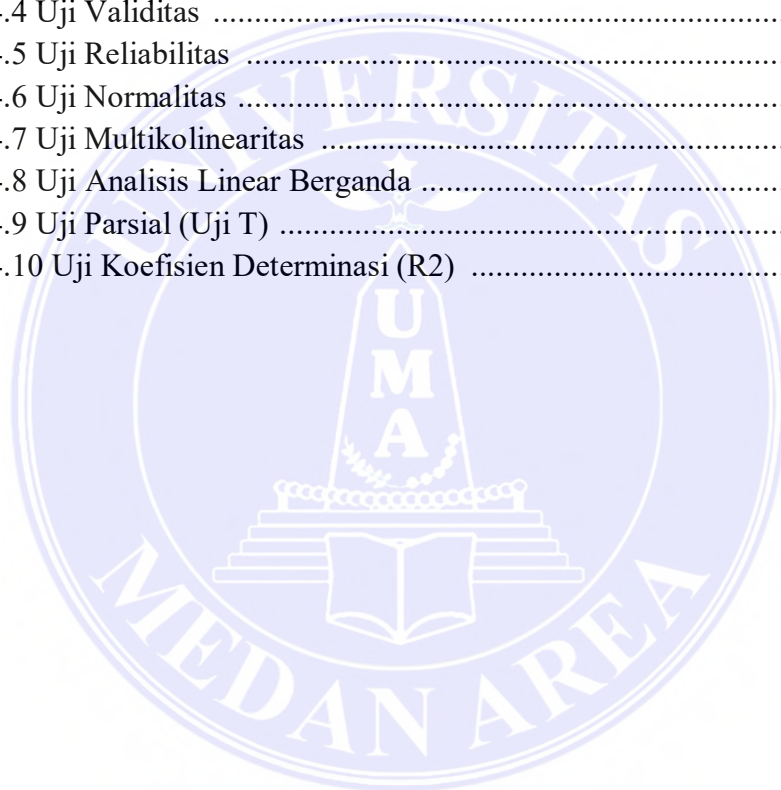 .4 Uji Validitas ..........................................................................
.5 Uji Reliabilitas ......................................................................
.6 Uji Normalitas .......................................................................
.7 Uji Multikolinearitas .............................................................
.8 Uji Analisis Linear Berganda ................................................
.9 Uji Parsial (Uji T) ..................................................................
.10 Uji Koefisien Determinasi (R2) ..........................................
UNIVERSITAS
UMA
MEDAN AREA